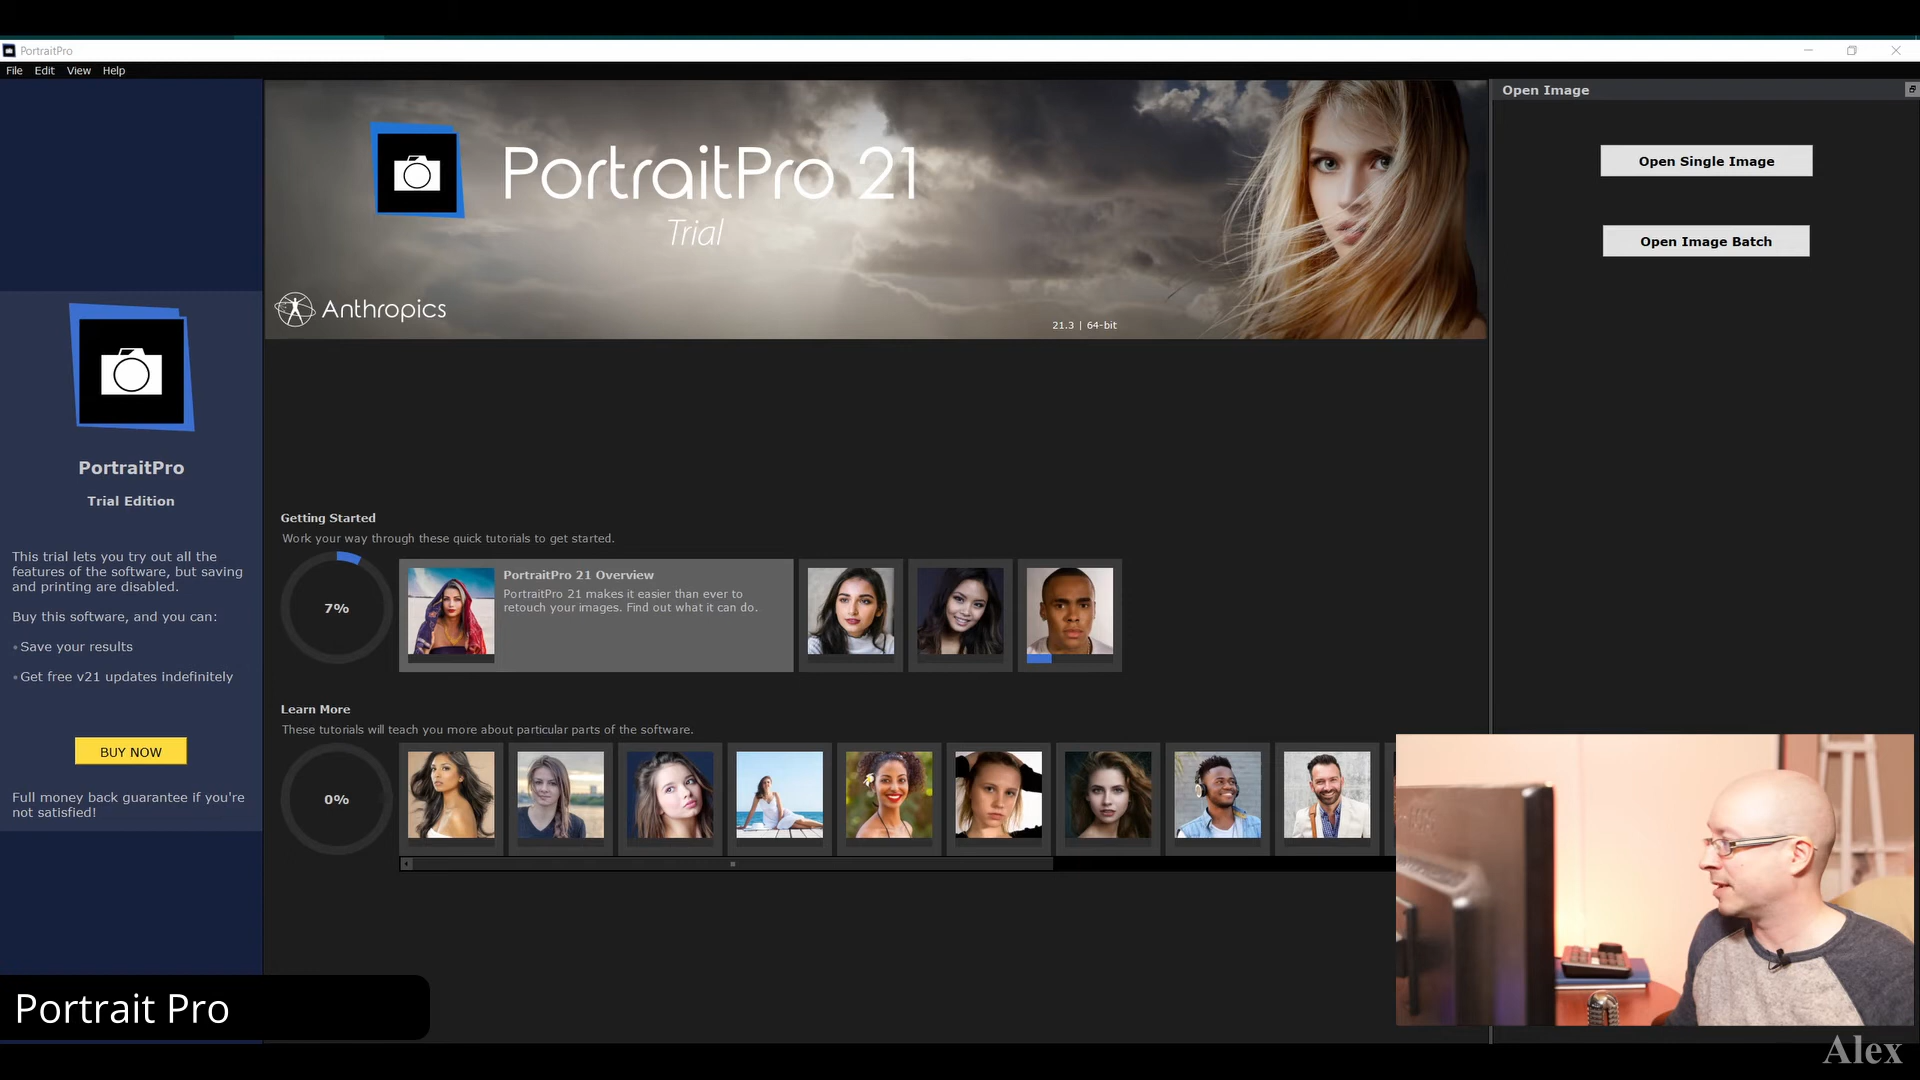 PortraitPro
File Edit View Help
PortraitPro 21
Trial
Anthropics
21.3 | 64-bit
Open Image
Open Single Image
Open Image Batch
PortraitPro
Trial Edition
This trial lets you try out all the
features of the software, but saving
and printing are disabled.
Buy this software, and you can:
• Save your results
• Get free v21 updates indefinitely
BUY NOW
Full money back guarantee if you're
not satisfied!
Getting Started
Work your way through these quick tutorials to get started.
7%
PortraitPro 21 Overview
PortraitPro 21 makes it easier than ever to
retouch your images. Find out what it can do.
Learn More
These tutorials will teach you more about particular parts of the software.
0%
Portrait Pro
Alex